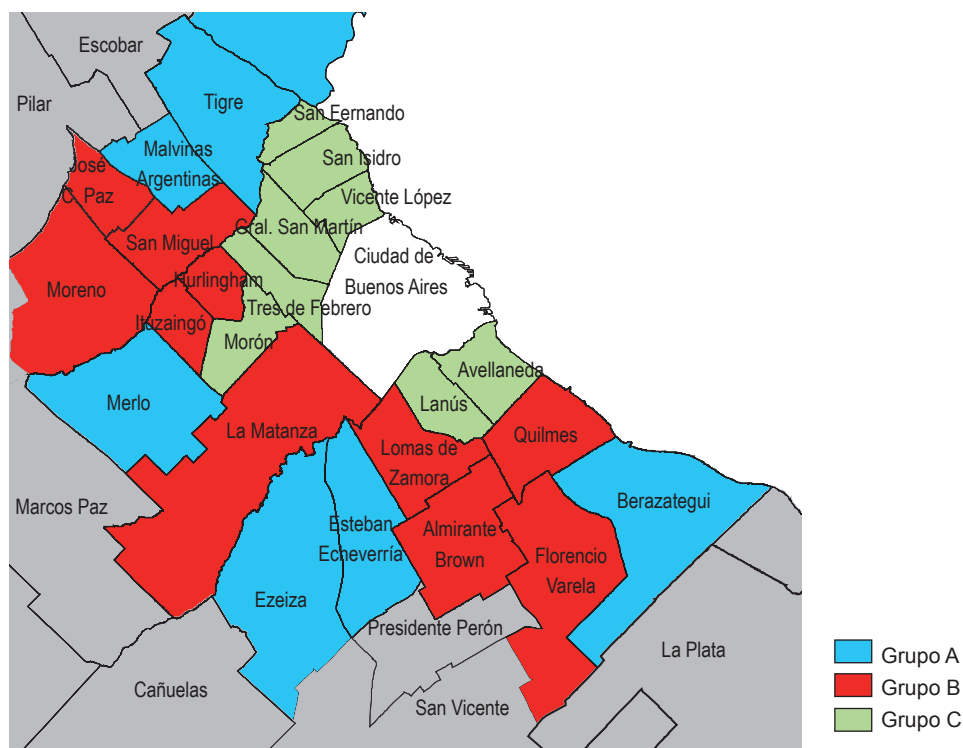 Escobar
Pilar
Tigre
San Fernando
Malvinas
Argentinas
San Isidro
José
C. Paz
Vicente López
Gral. San Martín
San Miguel
Ciudad de
Buenos Aires
Hurlingham
Moreno
Tres de Febrero
Ituzaingó
Morón
Avellaneda
Merlo
Lanús
La Matanza
Quilmes
Lomas de
Zamora
Marcos Paz
Berazategui
Esteban
Echeverría
Almirante
Brown
Florencio
Varela
Ezeiza
Presidente Perón
La Plata
Cañuelas
San Vicente
Grupo A
Grupo B
Grupo C